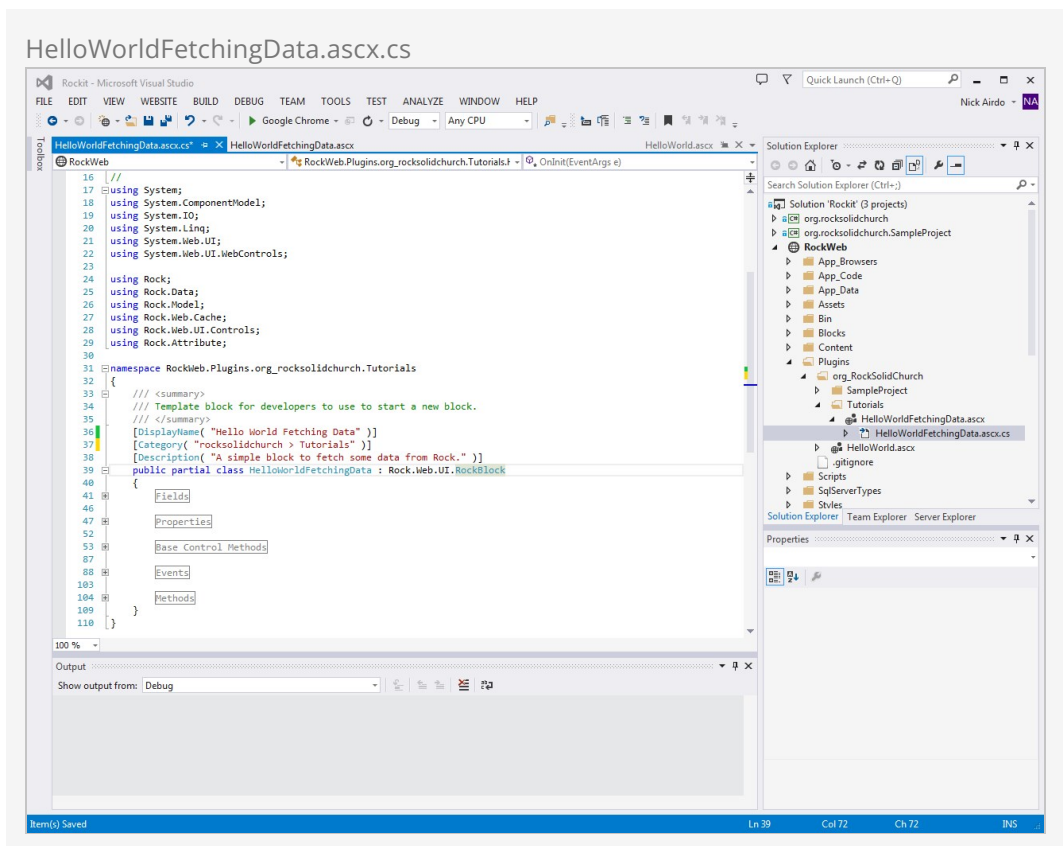 HelloWorldFetchingData.ascx.cs
Rockit - Microsoft Visual Studio
Quick Launch (Ctrl+Q)
FILE EDIT VIEW WEBSITE BUILD DEBUG TEAM TOOLS TEST ANALYZE WINDOW HELP
Nick Airdo NA
Google Chrome Debug Any CPU
Toolbox
HelloWorldFetchingData.ascx.cs* HelloWorldFetchingData.ascx HelloWorld.ascx
RockWeb RockWeb.Plugins.org_rocksolidchurch.Tutorials.H OnInit(EventArgs e)
16 //
17 using System;
18 using System.ComponentModel;
19 using System.IO;
20 using System.Linq;
21 using System.Web.UI;
22 using System.Web.UI.WebControls;
23
24 using Rock;
25 using Rock.Data;
26 using Rock.Model;
27 using Rock.Web.Cache;
28 using Rock.Web.UI.Controls;
29 using Rock.Attribute;
30
31 namespace RockWeb.Plugins.org_rocksolidchurch.Tutorials
32 {
33 /// <summary>
34 /// Template block for developers to use to start a new block.
35 /// </summary>
36 [DisplayName( "Hello World Fetching Data" )]
37 [Category( "rocksolidchurch > Tutorials" )]
38 [Description( "A simple block to fetch some data from Rock." )]
39 public partial class HelloWorldFetchingData : Rock.Web.UI.RockBlock
40 {
41 Fields
46
47 Properties
52
53 Base Control Methods
87
88 Events
103
104 Methods
109 }
110 }
100 %
Output
Show output from: Debug
Solution Explorer
Search Solution Explorer (Ctrl+;)
Solution 'Rockit' (3 projects)
org.rocksolidchurch
org.rocksolidchurch.SampleProject
RockWeb
App_Browsers
App_Code
App_Data
Assets
Bin
Blocks
Content
Plugins
org_RockSolidChurch
SampleProject
Tutorials
HelloWorldFetchingData.ascx
HelloWorldFetchingData.ascx.cs
HelloWorld.ascx
.gitignore
Scripts
SqlServerTypes
Styles
Solution Explorer Team Explorer Server Explorer
Properties
Item(s) Saved Ln 39 Col 72 Ch 72 INS